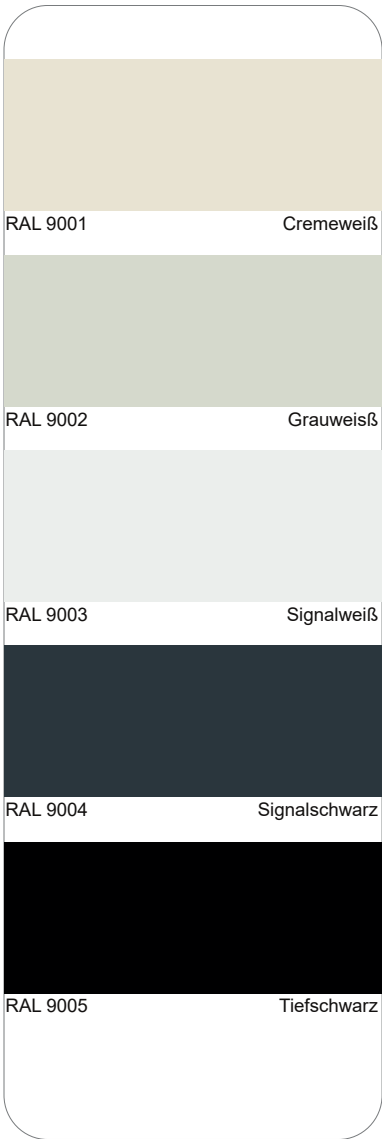 RAL 9001 Cremeweiß
RAL 9002 Grauweisß
RAL 9003 Signalweiß
RAL 9004 Signalschwarz
RAL 9005 Tiefschwarz